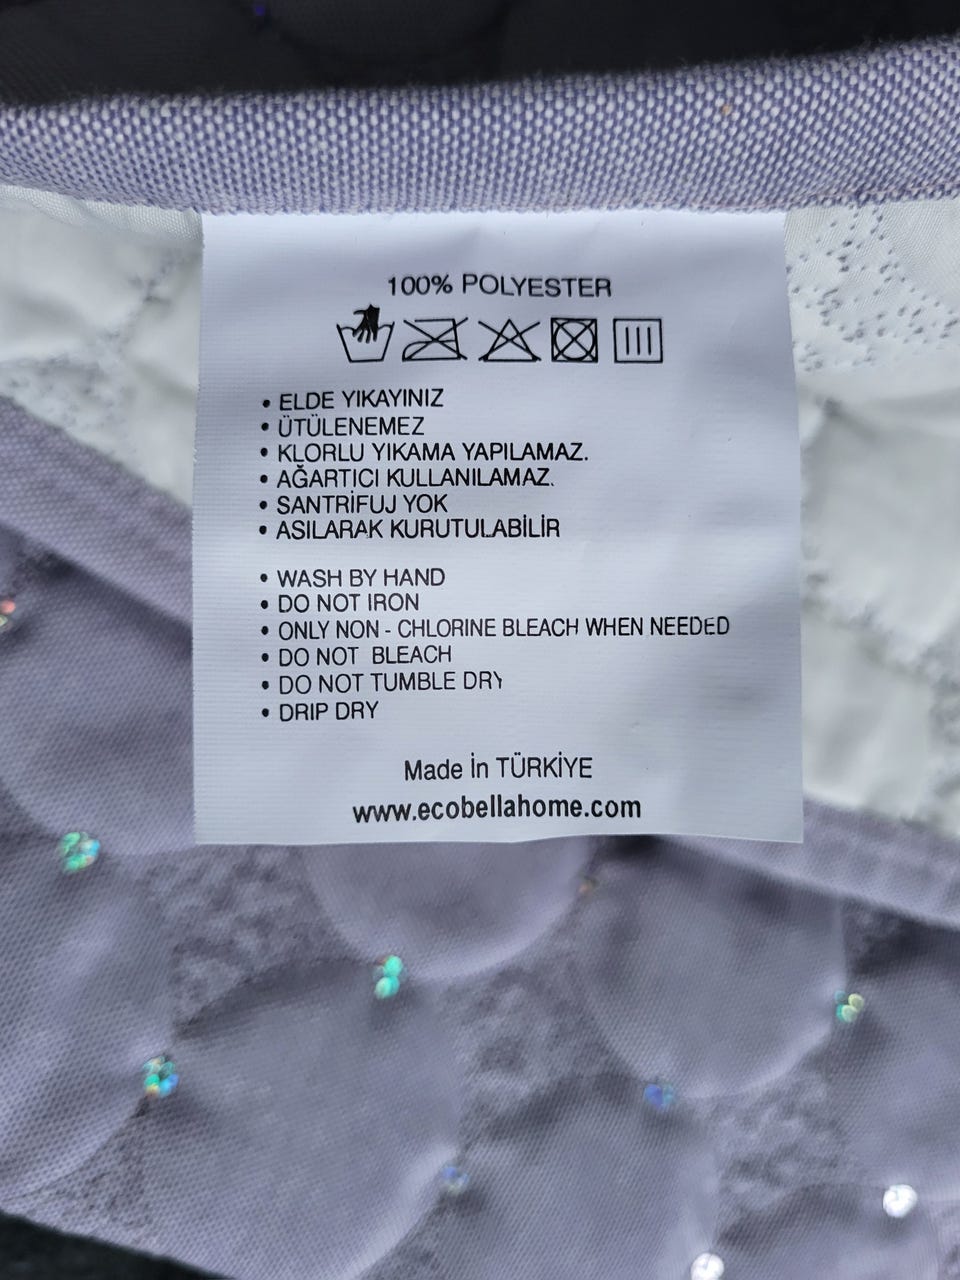 100% POLYESTER
• ELDE YIKAYINIZ
• ÜTÜLENEMEZ
• KLORLU YIKAMA YAPILAMAZ.
• AĞARTICI KULLANILAMAZ.
• SANTRİFUJ YOK
• ASILARAK KURUTULABİLİR
• WASH BY HAND
• DO NOT IRON
• ONLY NON - CHLORINE BLEACH WHEN NEEDED
• DO NOT BLEACH
• DO NOT TUMBLE DRY
• DRIP DRY
Made İn TÜRKİYE
www.ecobellahome.com